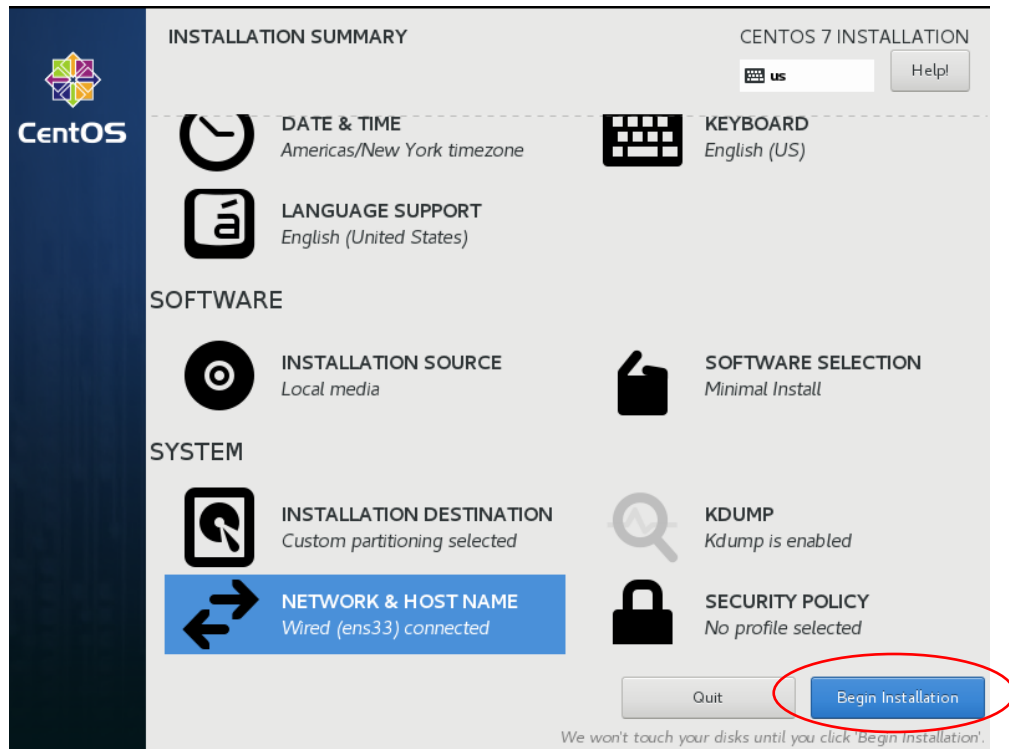 INSTALLATION SUMMARY
CENTOS 7 INSTALLATION
us
Help!
CentOS
DATE & TIME
Americas/New York timezone
KEYBOARD
English (US)
LANGUAGE SUPPORT
English (United States)
á
SOFTWARE
INSTALLATION SOURCE
Local media
SOFTWARE SELECTION
Minimal Install
SYSTEM
INSTALLATION DESTINATION
Custom partitioning selected
KDUMP
Kdump is enabled
NETWORK & HOST NAME
Wired (ens33) connected
SECURITY POLICY
No profile selected
Quit
Begin Installation
We won't touch your disks until you click 'Begin Installation'.